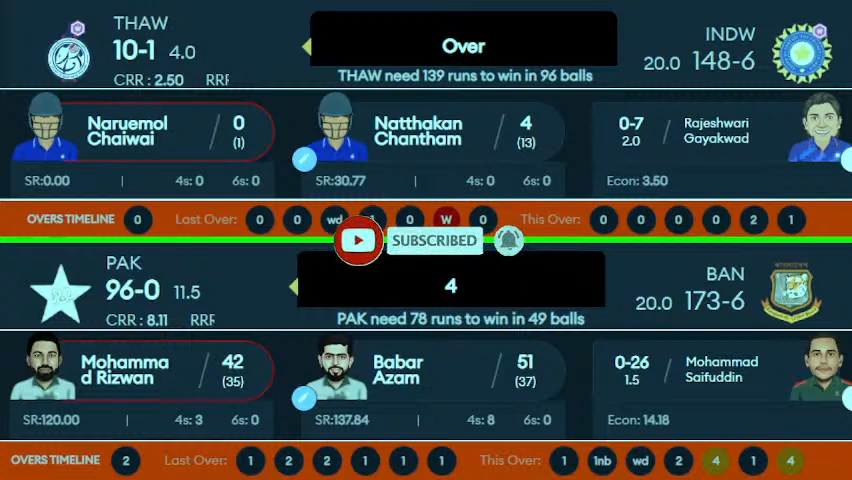 THAW
10-1 4.0
CRR : 2.50 RRF
Over
THAW need 139 runs to win in 96 balls
INDW
20.0 148-6
Naruemol
Chaiwai
0
(1)
Natthakan
Chantham
4
(13)
0-7
2.0
Rajeshwari
Gayakwad
SR:0.00 | 4s: 0 6s: 0
SR:30.77 | 4s: 0 6s: 0
Econ: 3.50
OVERS TIMELINE 0 Last Over: 0 0 wd 1 0 W 0 This Over: 0 0 0 0 2 1
SUBSCRIBED
PAK
96-0 11.5
CRR : 8.11 RRF
4
PAK need 78 runs to win in 49 balls
BAN
20.0 173-6
Mohamma
d Rizwan
42
(35)
Babar
Azam
51
(37)
0-26
1.5
Mohammad
Saifuddin
SR:120.00 | 4s: 3 6s: 0
SR:137.84 | 4s: 8 6s: 0
Econ: 14.18
OVERS TIMELINE 2 Last Over: 1 2 2 1 1 1 This Over: 1 1nb wd 2 4 1 4